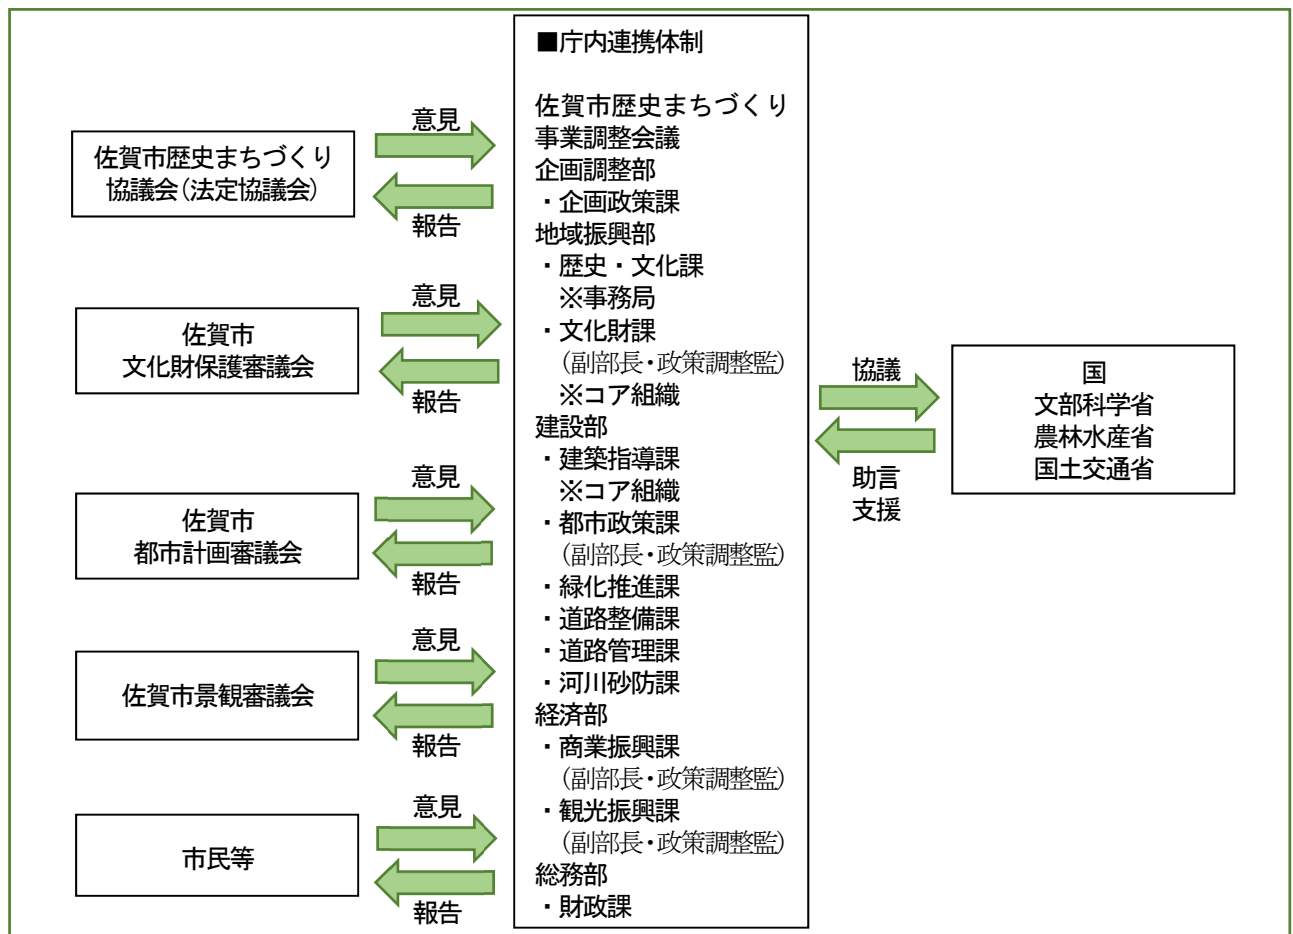 佐賀市歴史まちづくり
協議会(法定協議会)
意見
報告
佐賀市
文化財保護審議会
意見
報告
佐賀市
都市計画審議会
意見
報告
佐賀市景観審議会
意見
報告
市民等
意見
報告
■庁内連携体制
佐賀市歴史まちづくり
事業調整会議
企画調整部
・企画政策課
地域振興部
・歴史・文化課
※事務局
・文化財課
(副部長・政策調整監)
※コア組織
建設部
・建築指導課
※コア組織
・都市政策課
(副部長・政策調整監)
・緑化推進課
・道路整備課
・道路管理課
・河川砂防課
経済部
・商業振興課
(副部長・政策調整監)
・観光振興課
(副部長・政策調整監)
総務部
・財政課
協議
助言
支援
国
文部科学省
農林水産省
国土交通省